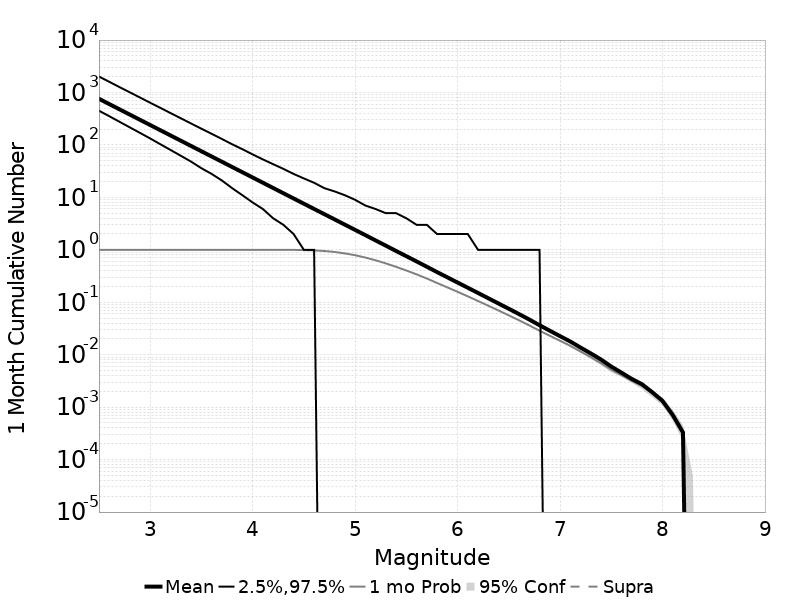 10^4
10^3
10^2
10^1
10^0
10^-1
10^-2
10^-3
10^-4
10^-5
1 Month Cumulative Number
3 4 5 6 7 8 9
Magnitude
Mean 2.5%,97.5% 1 mo Prob 95% Conf Supra